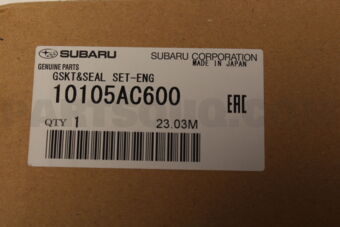 SUBARU
SUBARU CORPORATION
GENUINE PARTS
MADE IN JAPAN
GSKT&SEAL SET-ENG
10105AC600
EAC
QTY 1
23.03M